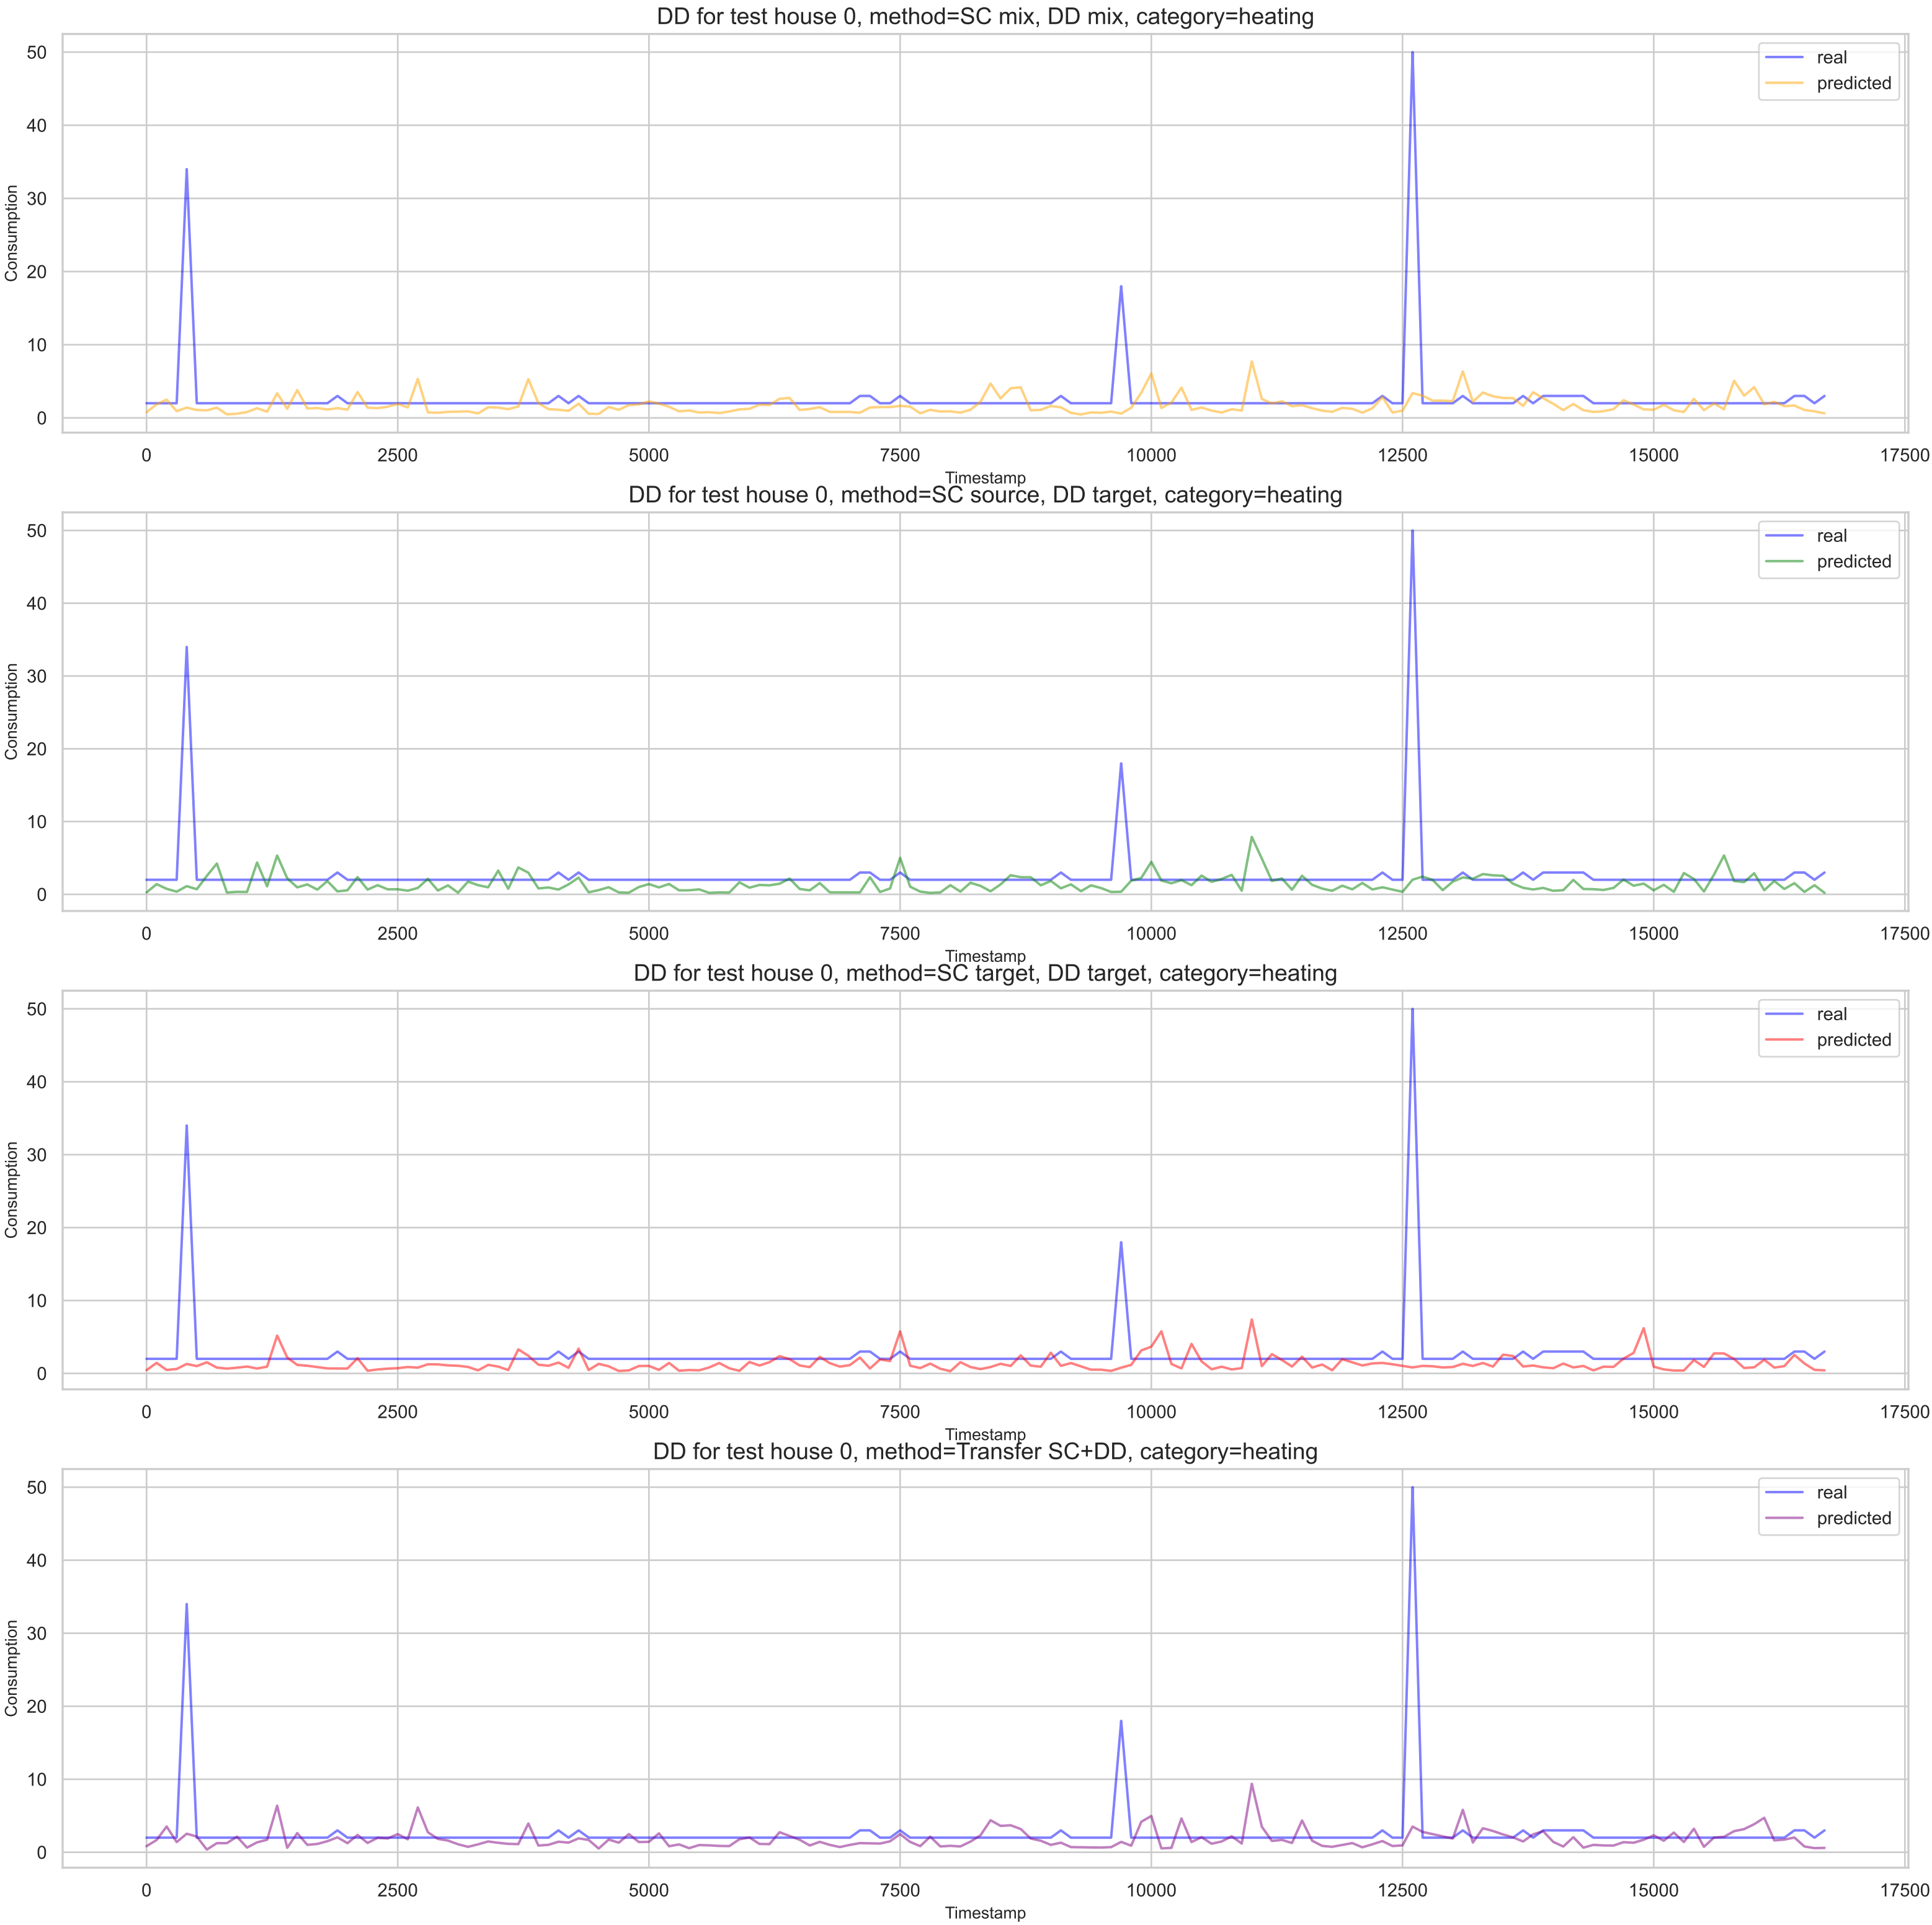 DD for test house 0, method=SC mix, DD mix, category=heating
50
40
30
20
10
0
Consumption
real
predicted
0 2500 5000 7500 10000 12500 15000 17500
Timestamp
DD for test house 0, method=SC source, DD target, category=heating
50
40
30
20
10
0
Consumption
real
predicted
0 2500 5000 7500 10000 12500 15000 17500
Timestamp
DD for test house 0, method=SC target, DD target, category=heating
50
40
30
20
10
0
Consumption
real
predicted
0 2500 5000 7500 10000 12500 15000 17500
Timestamp
DD for test house 0, method=Transfer SC+DD, category=heating
50
40
30
20
10
0
Consumption
real
predicted
0 2500 5000 7500 10000 12500 15000 17500
Timestamp